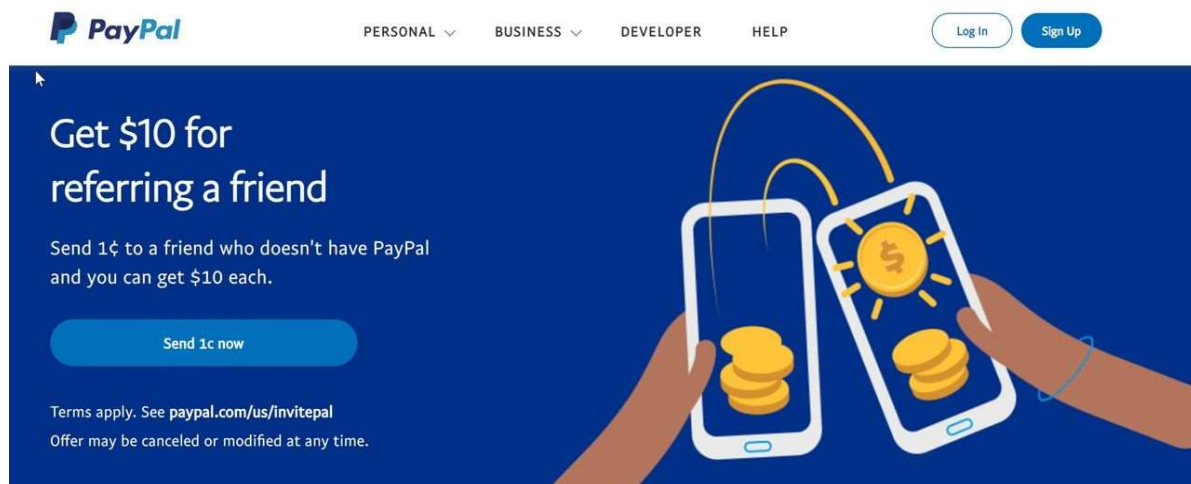 PayPal
PERSONAL
BUSINESS
DEVELOPER
HELP
Log In
Sign Up
Get $10 for
referring a friend
Send 1¢ to a friend who doesn't have PayPal
and you can get $10 each.
Send 1c now
Terms apply. See paypal.com/us/invitepal
Offer may be canceled or modified at any time.
$